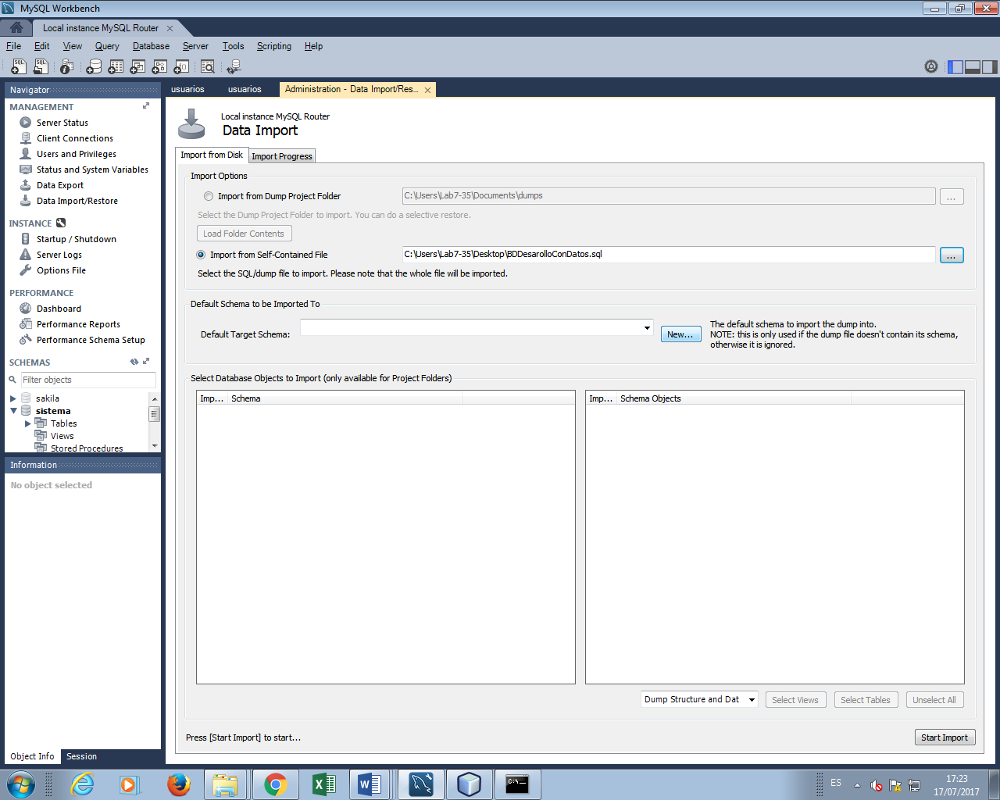 MySQL Workbench
Local instance MySQL Router
File Edit View Query Database Server Tools Scripting Help
Navigator
MANAGEMENT
Server Status
Client Connections
Users and Privileges
Status and System Variables
Data Export
Data Import/Restore
INSTANCE
Startup / Shutdown
Server Logs
Options File
PERFORMANCE
Dashboard
Performance Reports
Performance Schema Setup
SCHEMAS
Filter objects
sakila
sistema
Tables
Views
Stored Procedures
Information
No object selected
Object Info Session
usuarios usuarios Administration - Data Import/Res...
Local instance MySQL Router
Data Import
Import from Disk Import Progress
Import Options
Import from Dump Project Folder C:\Users\Lab7-35\Documents\dumps ...
Select the Dump Project Folder to import. You can do a selective restore.
Load Folder Contents
Import from Self-Contained File C:\Users\Lab7-35\Desktop\BDDesarolloConDatos.sql ...
Select the SQL/dump file to import. Please note that the whole file will be imported.
Default Schema to be Imported To
Default Target Schema: New...
The default schema to import the dump into.
NOTE: this is only used if the dump file doesn't contain its schema,
otherwise it is ignored.
Select Database Objects to Import (only available for Project Folders)
Imp... Schema Imp... Schema Objects
Dump Structure and Dat Select Views Select Tables Unselect All
Press [Start Import] to start... Start Import
ES
17:23
17/07/2017